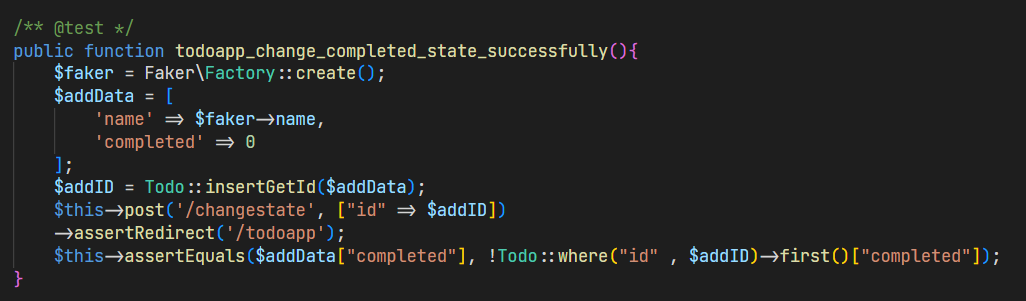 /** @test */
public function todoapp_change_completed_state_successfully(){
    $faker = Faker\Factory::create();
    $addData = [
        'name' => $faker->name,
        'completed' => 0
    ];
    $addID = Todo::insertGetId($addData);
    $this->post('/changestate', ["id" => $addID])
    ->assertRedirect('/todoapp');
    $this->assertEquals($addData["completed"], !Todo::where("id" , $addID)->first()["completed"]);
}